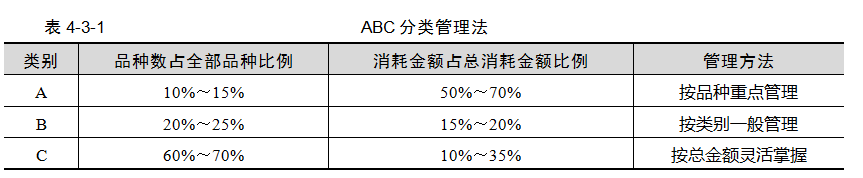 表 4-3-1 ABC 分类管理法
类别 品种数占全部品种比例 消耗金额占总消耗金额比例 管理方法
A 10%～15% 50%～70% 按品种重点管理
B 20%～25% 15%～20% 按类别一般管理
C 60%～70% 10%～35% 按总金额灵活掌握